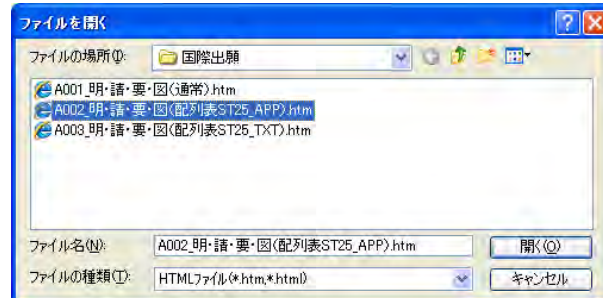 ファイルを開く
ファイルの場所(I):
国際出願
A001_明・請・要・図(通常).htm
A002_明・請・要・図(配列表ST25_APP).htm
A003_明・請・要・図(配列表ST25_TXT).htm
ファイル名(N):
A002_明・請・要・図(配列表ST25_APP).htm
開く(O)
ファイルの種類(T):
HTMLファイル(*.htm,*.html)
キャンセル